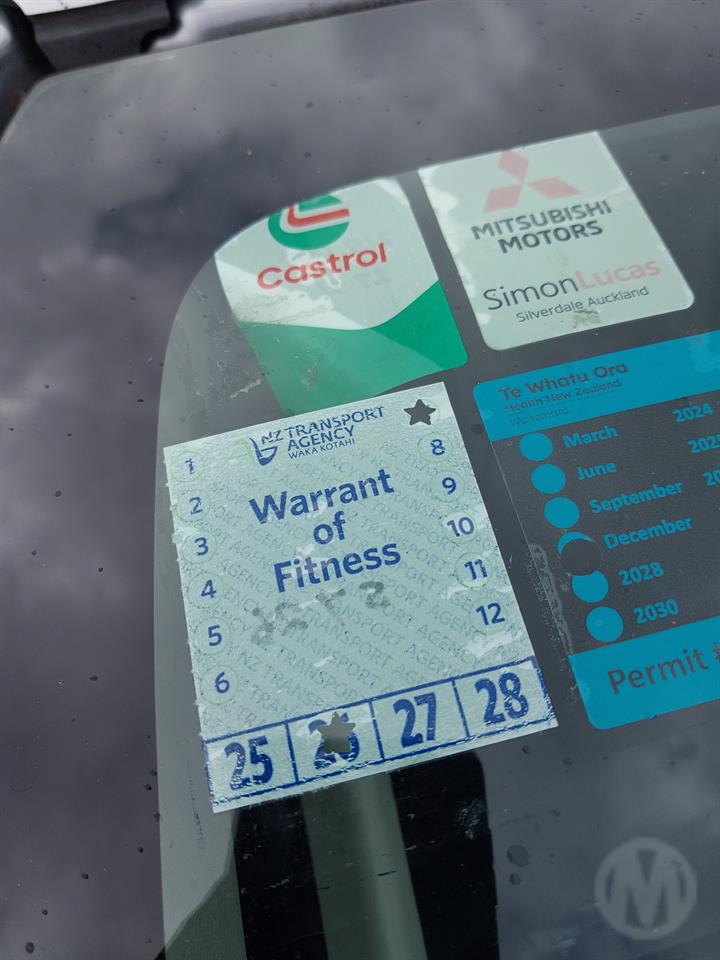 Castrol
MITSUBISHI
MOTORS
SimonLucas
Silverdale Auckland
Te Whatu Ora
Health New Zealand
Waitematā
March
June
September
December
2028
2030
2024
Permit
NZ TRANSPORT
AGENCY
WAKA KOTAHI
Warrant
of
Fitness
1
2
3
4
5
6
8
9
10
11
12
25 26 27 28
M